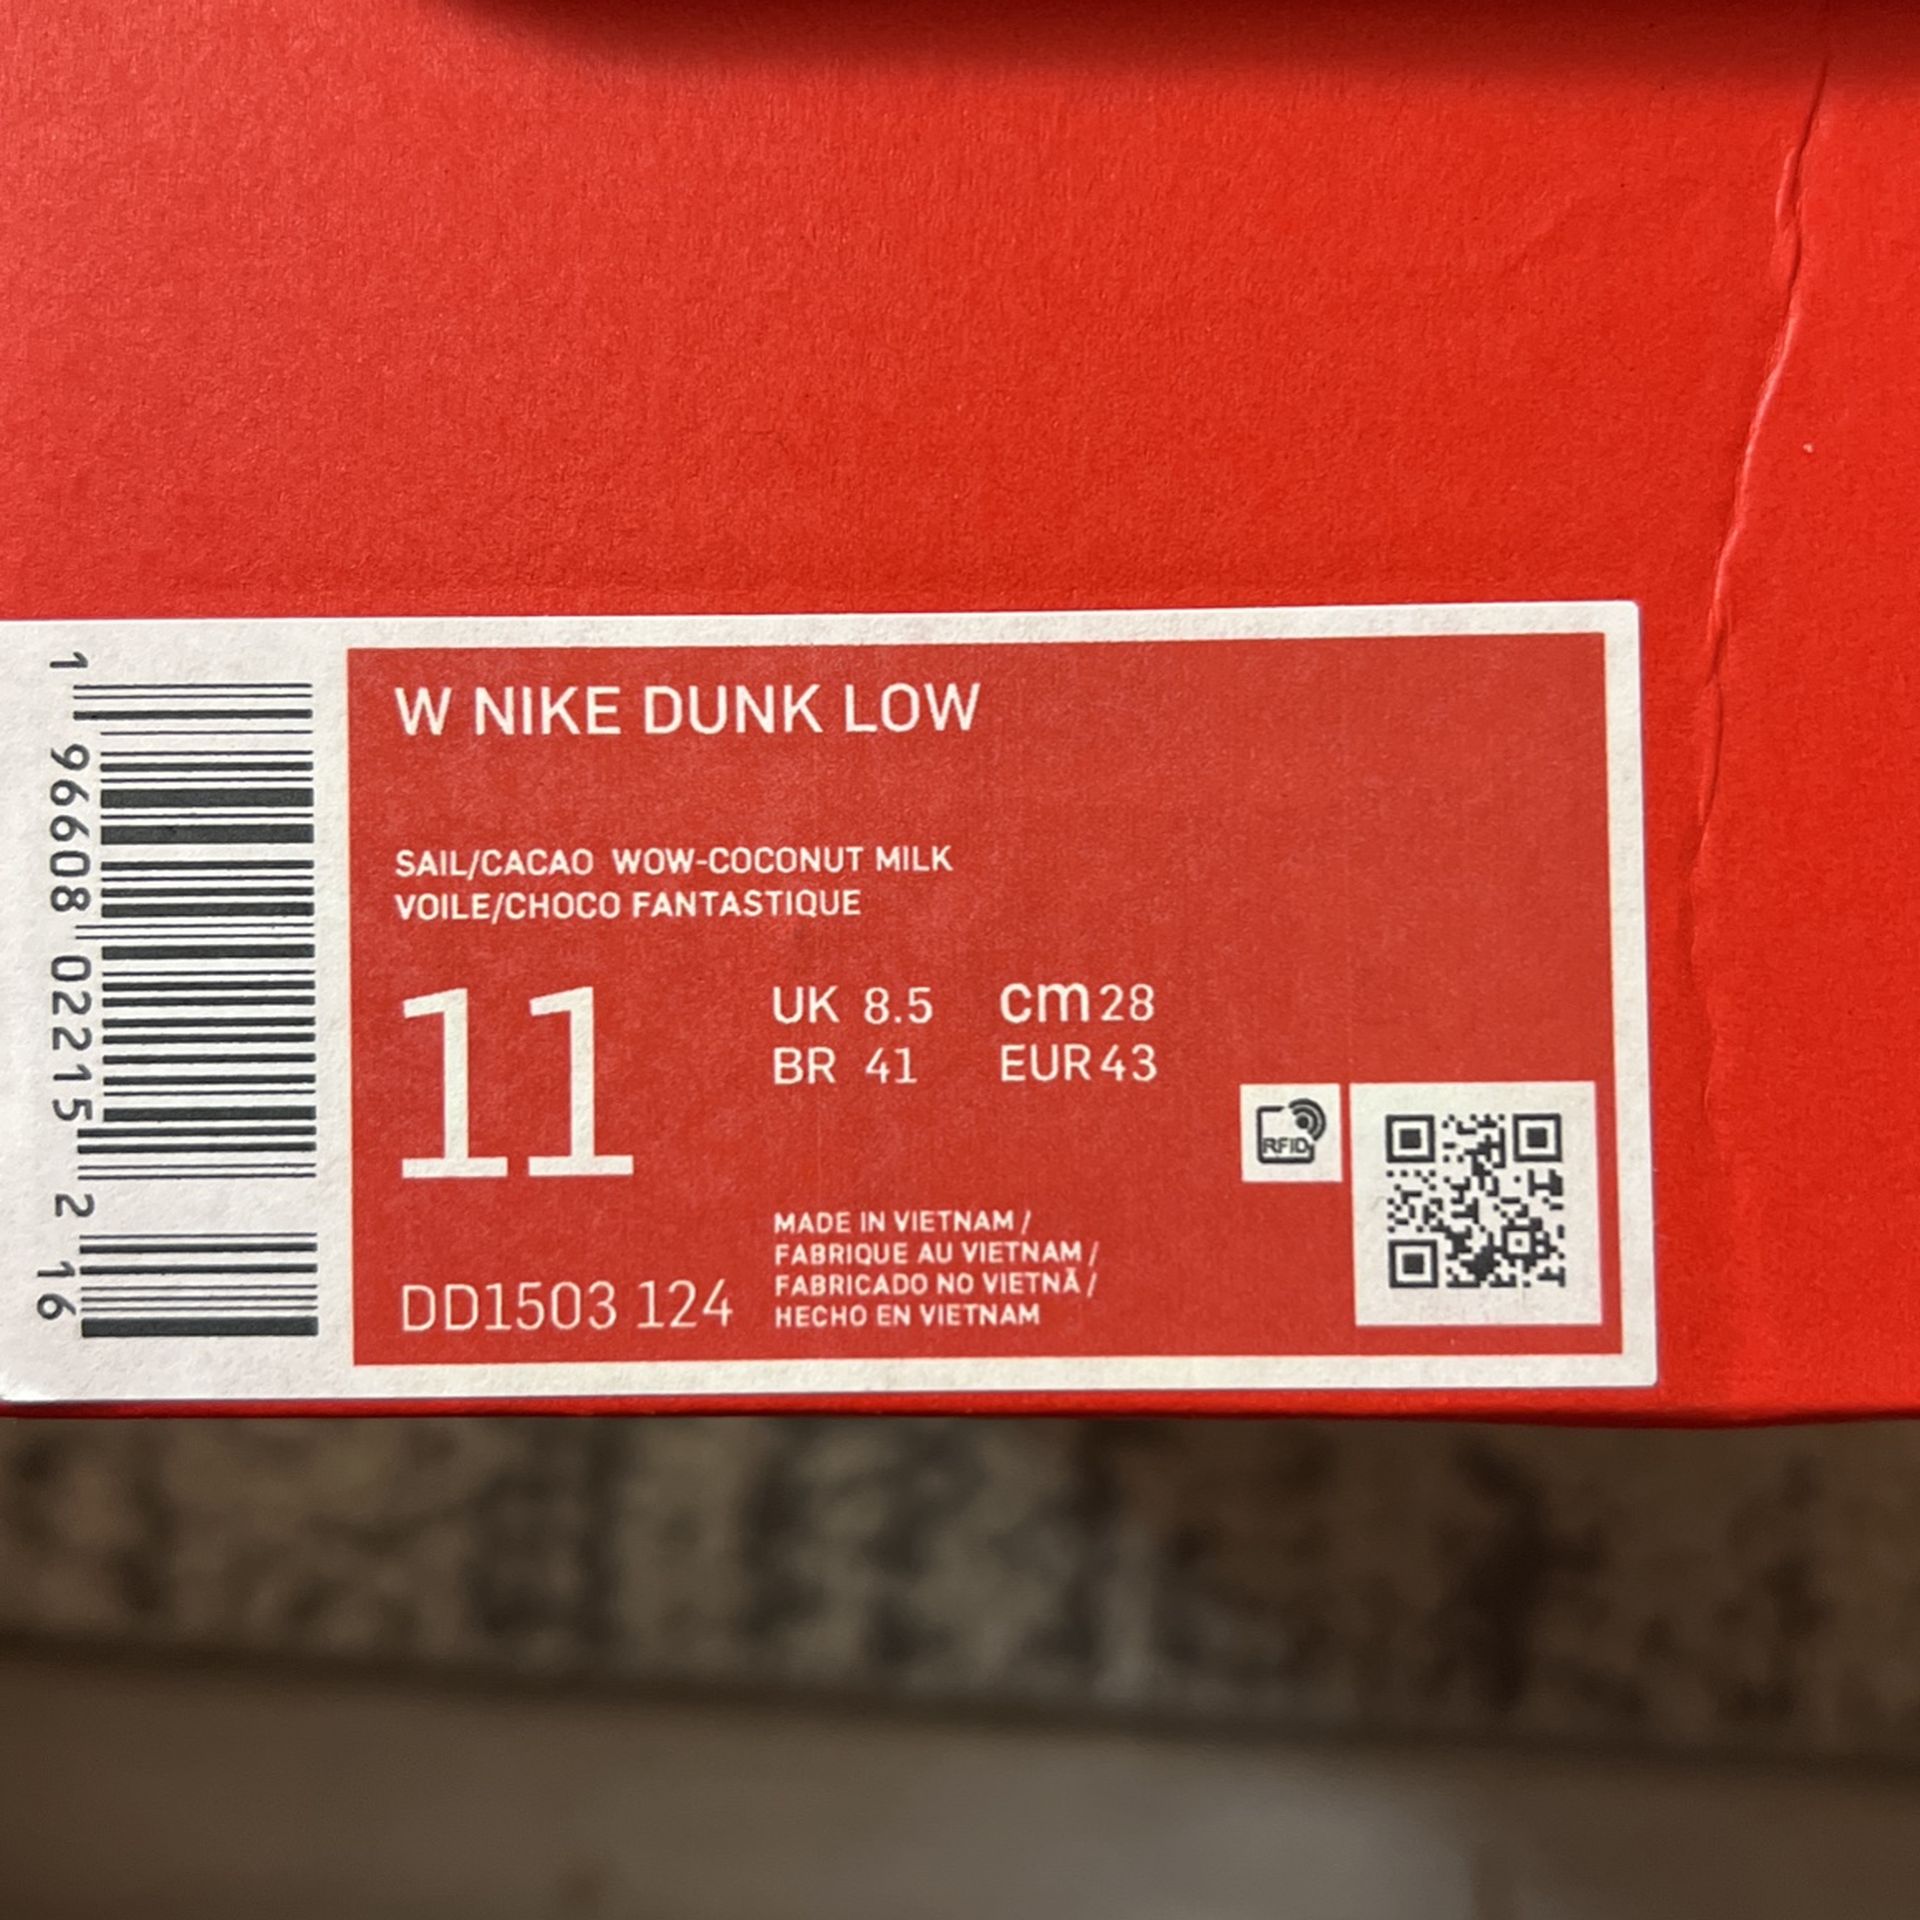 W NIKE DUNK LOW
SAIL/CACAO WOW-COCONUT MILK
VOILE/CHOCO FANTASTIQUE
11
UK 8.5 cm 28
BR 41 EUR 43
RFID
MADE IN VIETNAM /
FABRIQUE AU VIETNAM /
FABRICADO NO VIETNÃ /
HECHO EN VIETNAM
DD1503 124
1 96608 02215 2 16